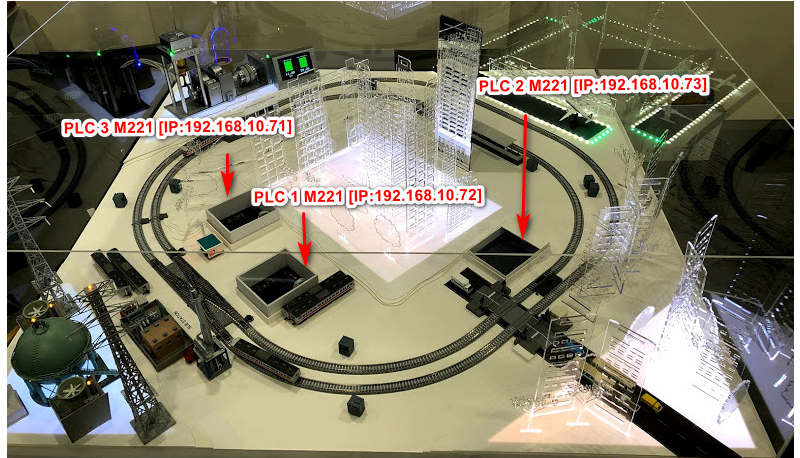 PLC 2 M221 [IP:192.168.10.73]
PLC 3 M221 [IP:192.168.10.71]
PLC 1 M221 [IP:192.168.10.72]